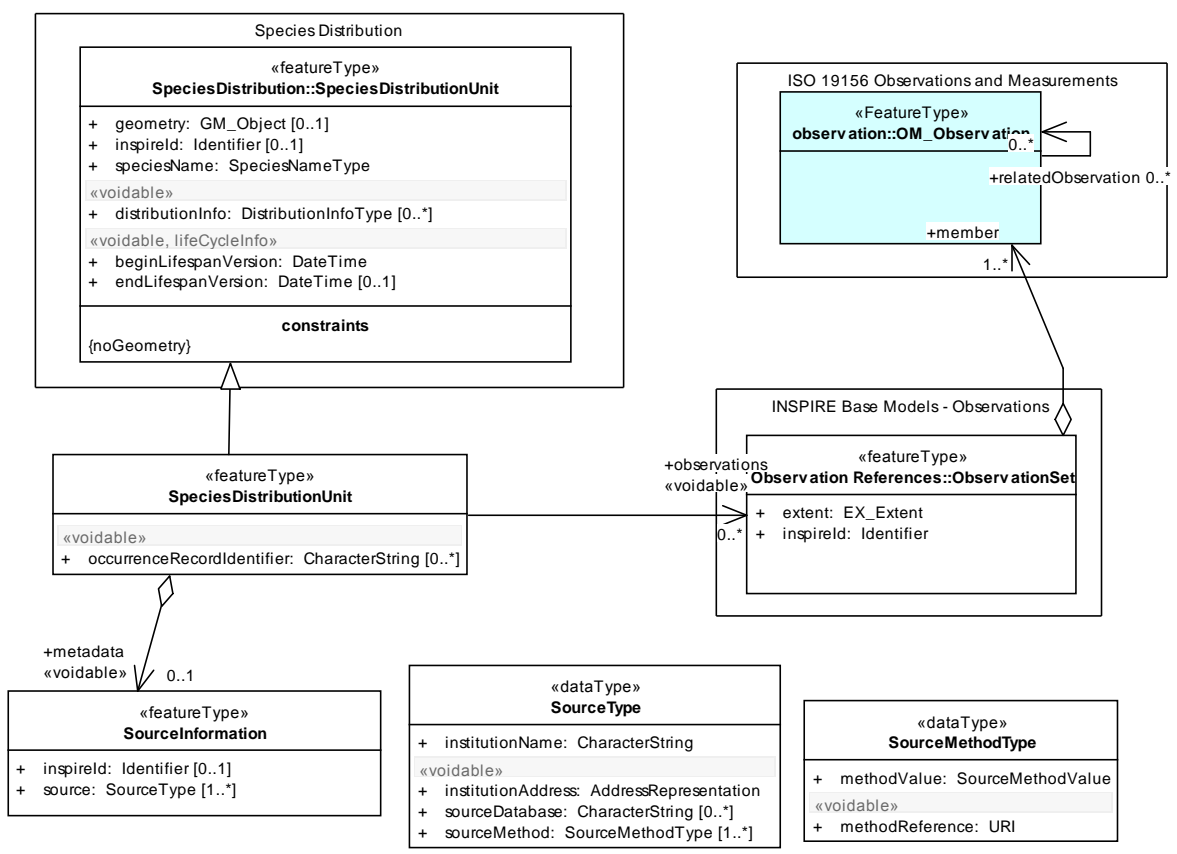 Species Distribution
«featureType»
SpeciesDistribution::SpeciesDistributionUnit
+ geometry: GM_Object [0..1]
+ inspireId: Identifier [0..1]
+ speciesName: SpeciesNameType
«voidable»
+ distributionInfo: DistributionInfoType [0..*]
«voidable, lifeCycleInfo»
+ beginLifespanVersion: DateTime
+ endLifespanVersion: DateTime [0..1]
constraints
{noGeometry}
ISO 19156 Observations and Measurements
«FeatureType»
observation::OM_Observation
0..*
+relatedObservation 0..*
+member
1..*
INSPIRE Base Models - Observations
«featureType»
Observation References::ObservationSet
+ extent: EX_Extent
+ inspireId: Identifier
+observations
«voidable»
0..*
«featureType»
SpeciesDistributionUnit
«voidable»
+ occurrenceRecordIdentifier: CharacterString [0..*]
+metadata
«voidable»
0..1
«featureType»
SourceInformation
+ inspireId: Identifier [0..1]
+ source: SourceType [1..*]
«dataType»
SourceType
+ institutionName: CharacterString
«voidable»
+ institutionAddress: AddressRepresentation
+ sourceDatabase: CharacterString [0..*]
+ sourceMethod: SourceMethodType [1..*]
«dataType»
SourceMethodType
+ methodValue: SourceMethodValue
«voidable»
+ methodReference: URI